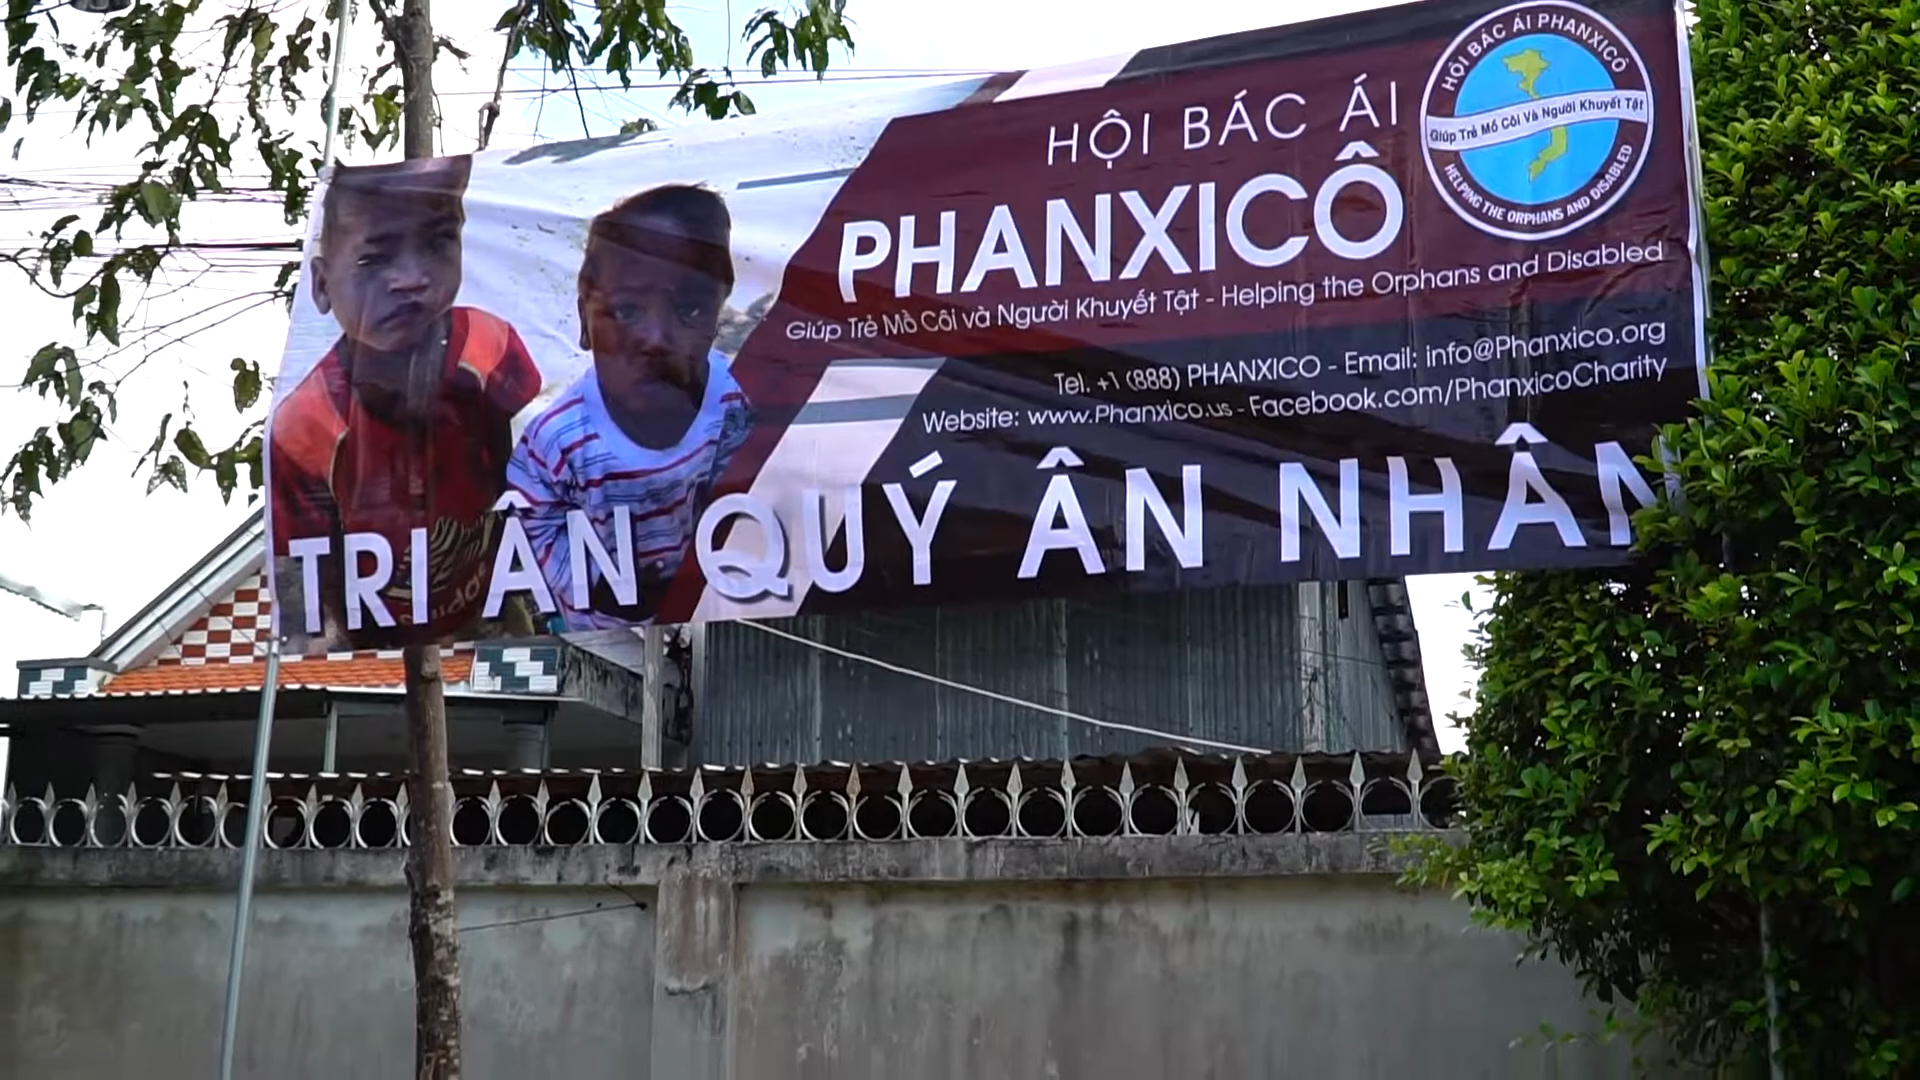 HỘI BÁC ÁI
PHANXICÔ
Giúp Trẻ Mồ Côi và Người Khuyết Tật - Helping the Orphans and Disabled
Tel. +1 (888) PHANXICO - Email: info@Phanxico.org
Website: www.Phanxico.us - Facebook.com/PhanxicoCharity
TRI ÂN QUÝ ÂN NHÂN
HỘI BÁC ÁI PHANXICÔ
Giúp Trẻ Mồ Côi Và Người Khuyết Tật
HELPING THE ORPHANS AND DISABLED